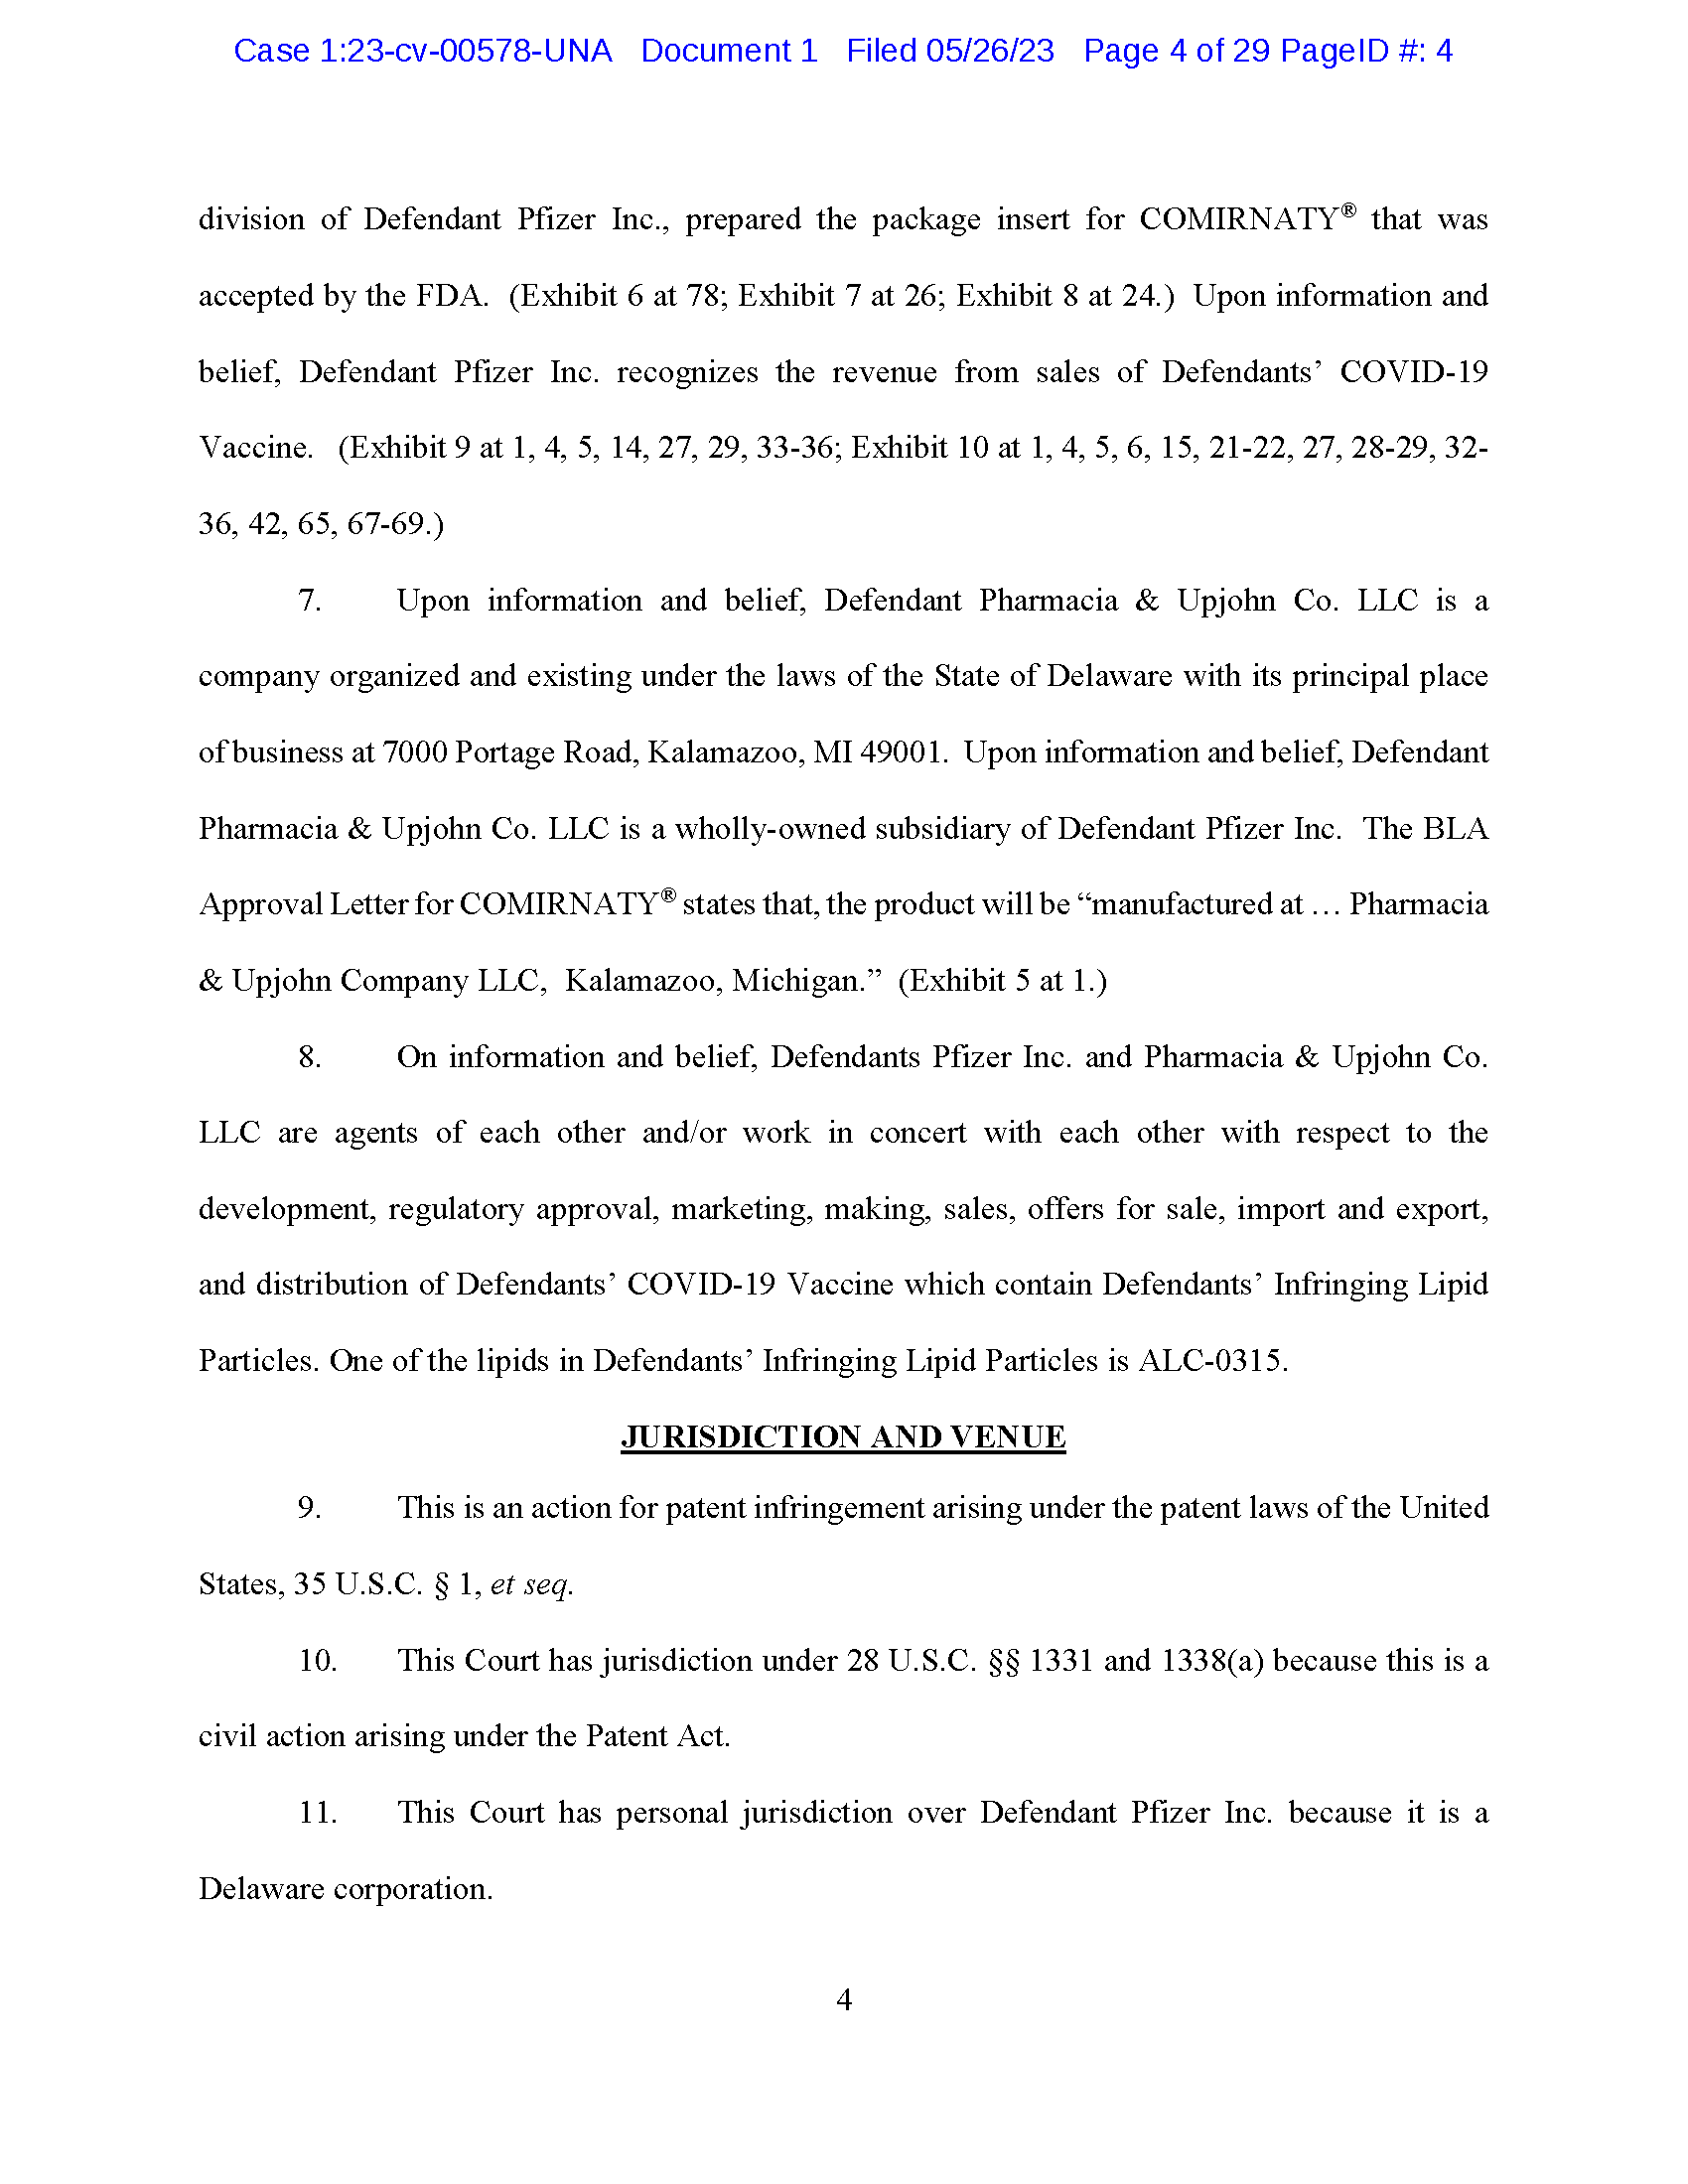 Case 1:23-cv-00578-UNA Document 1 Filed 05/26/23 Page 4 of 29 PageID #: 4
division of Defendant Pfizer Inc., prepared the package insert for COMIRNATY® that was
accepted by the FDA. (Exhibit 6 at 78; Exhibit 7 at 26; Exhibit 8 at 24.) Upon information and
belief, Defendant Pfizer Inc. recognizes the revenue from sales of Defendants’ COVID-19
Vaccine. (Exhibit 9 at 1, 4, 5, 14, 27, 29, 33-36; Exhibit 10 at 1, 4, 5, 6, 15, 21-22, 27, 28-29, 32-
36, 42, 65, 67-69.)
7. Upon information and belief, Defendant Pharmacia & Upjohn Co. LLC is a
company organized and existing under the laws of the State of Delaware with its principal place
of business at 7000 Portage Road, Kalamazoo, MI 49001. Upon information and belief, Defendant
Pharmacia & Upjohn Co. LLC is a wholly-owned subsidiary of Defendant Pfizer Inc. The BLA
Approval Letter for COMIRNATY® states that, the product will be “manufactured at … Pharmacia
& Upjohn Company LLC, Kalamazoo, Michigan.” (Exhibit 5 at 1.)
8. On information and belief, Defendants Pfizer Inc. and Pharmacia & Upjohn Co.
LLC are agents of each other and/or work in concert with each other with respect to the
development, regulatory approval, marketing, making, sales, offers for sale, import and export,
and distribution of Defendants’ COVID-19 Vaccine which contain Defendants’ Infringing Lipid
Particles. One of the lipids in Defendants’ Infringing Lipid Particles is ALC-0315.
JURISDICTION AND VENUE
9. This is an action for patent infringement arising under the patent laws of the United
States, 35 U.S.C. § 1, et seq.
10. This Court has jurisdiction under 28 U.S.C. §§ 1331 and 1338(a) because this is a
civil action arising under the Patent Act.
11. This Court has personal jurisdiction over Defendant Pfizer Inc. because it is a
Delaware corporation.
4